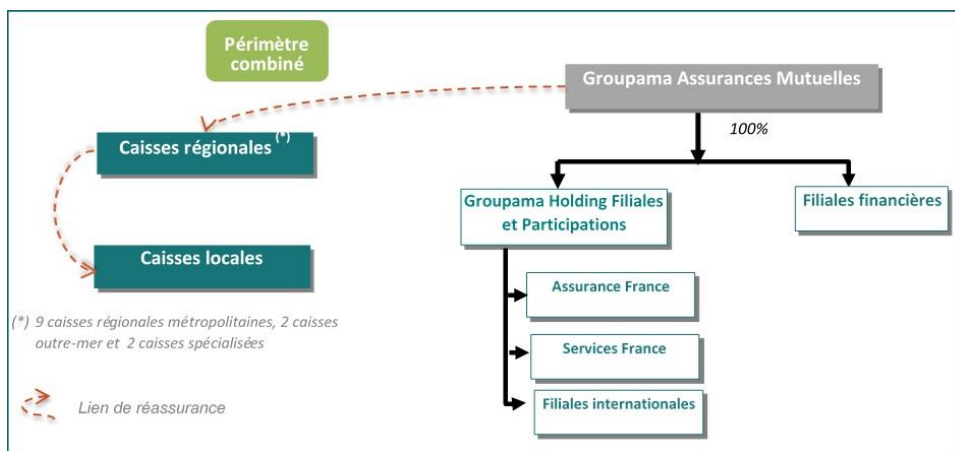 Périmètre
combiné
Groupama Assurances Mutuelles
100%
Caisses régionales (*)
Caisses locales
Groupama Holding Filiales
et Participations
Filiales financières
Assurance France
Services France
Filiales internationales
(*) 9 caisses régionales métropolitaines, 2 caisses
outre-mer et 2 caisses spécialisées
Lien de réassurance